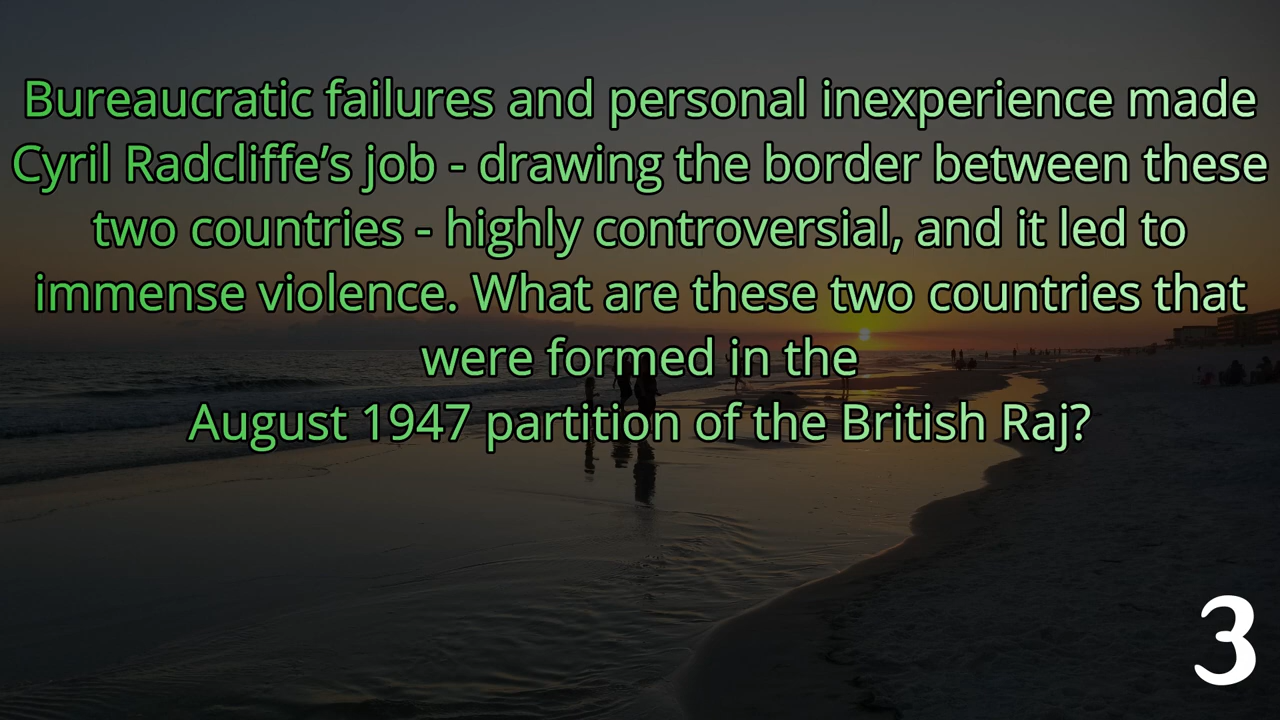 Bureaucratic failures and personal inexperience made
Cyril Radcliffe’s job - drawing the border between these
two countries - highly controversial, and it led to
immense violence. What are these two countries that
were formed in the
August 1947 partition of the British Raj?
3